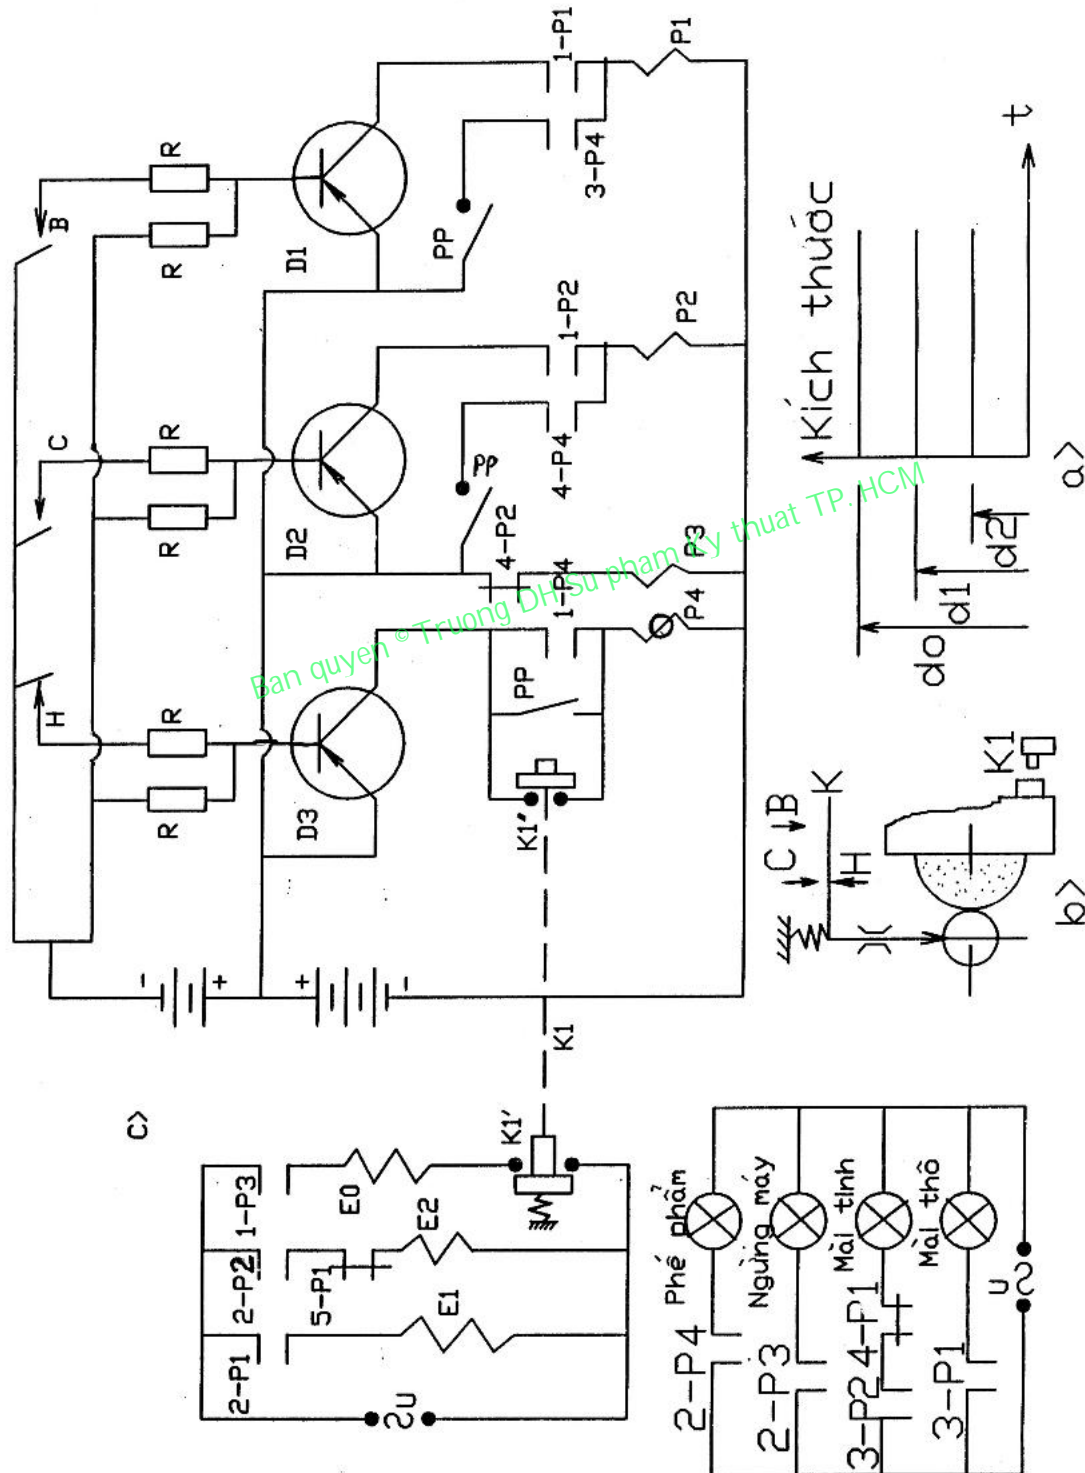 B
C
H
R
R
R
R
R
R
D1
D2
D3
PP
PP
PP
3-P4
1-P1
4-P4
1-P2
4-P2
1-P4
P1
P2
P3
P4
K1'
K1
- + + -
c>
2-P1
2-P2
1-P3
5-P1
E1
E2
E0
K1'
U
Phế phẩm
Ngừng máy
Mài tinh
Mài thô
2-P4
2-P3
3-P2
4-P1
3-P1
U
Kích thước
t
do
d1
d2
a>
C
B
K
H
K1
b>
Ban quyen © Truong DH Su pham Ky thuat TP. HCM